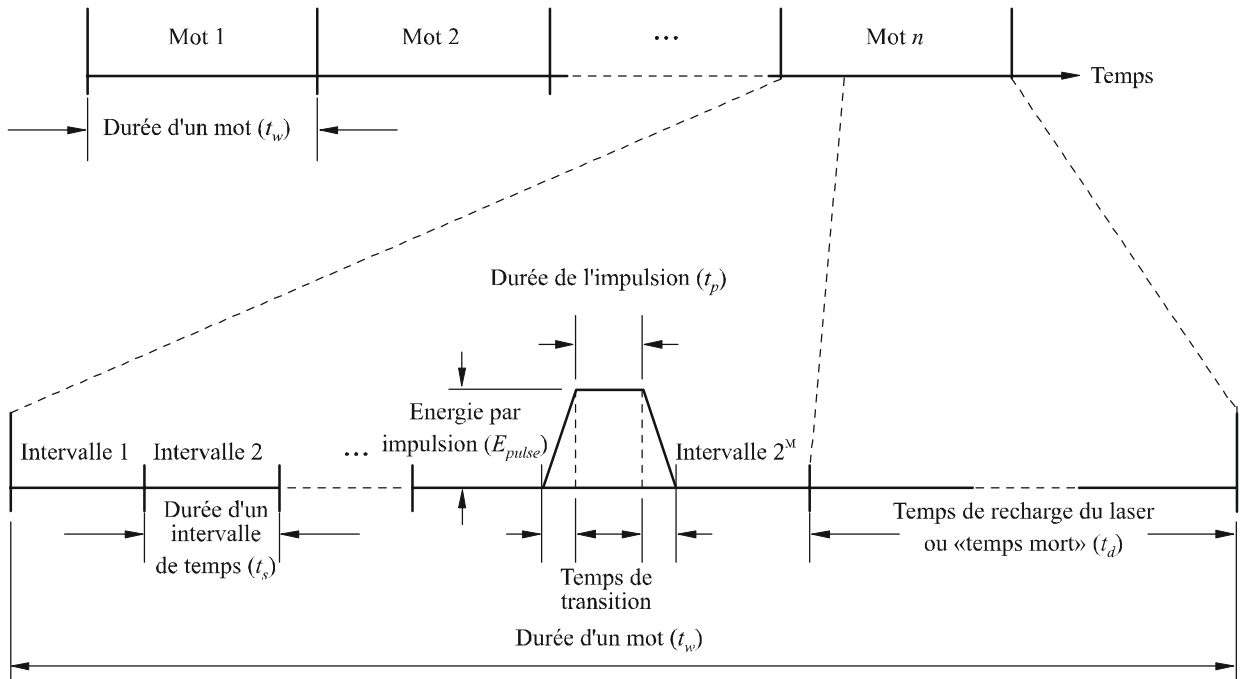 Mot 1
Mot 2
...
Mot n
Temps
Durée d'un mot (t_w)
Durée de l'impulsion (t_p)
Energie par
impulsion (E_pulse)
Intervalle 1
Intervalle 2
...
Intervalle 2^M
Durée d'un
intervalle
de temps (t_s)
Temps de
transition
Temps de recharge du laser
ou «temps mort» (t_d)
Durée d'un mot (t_w)